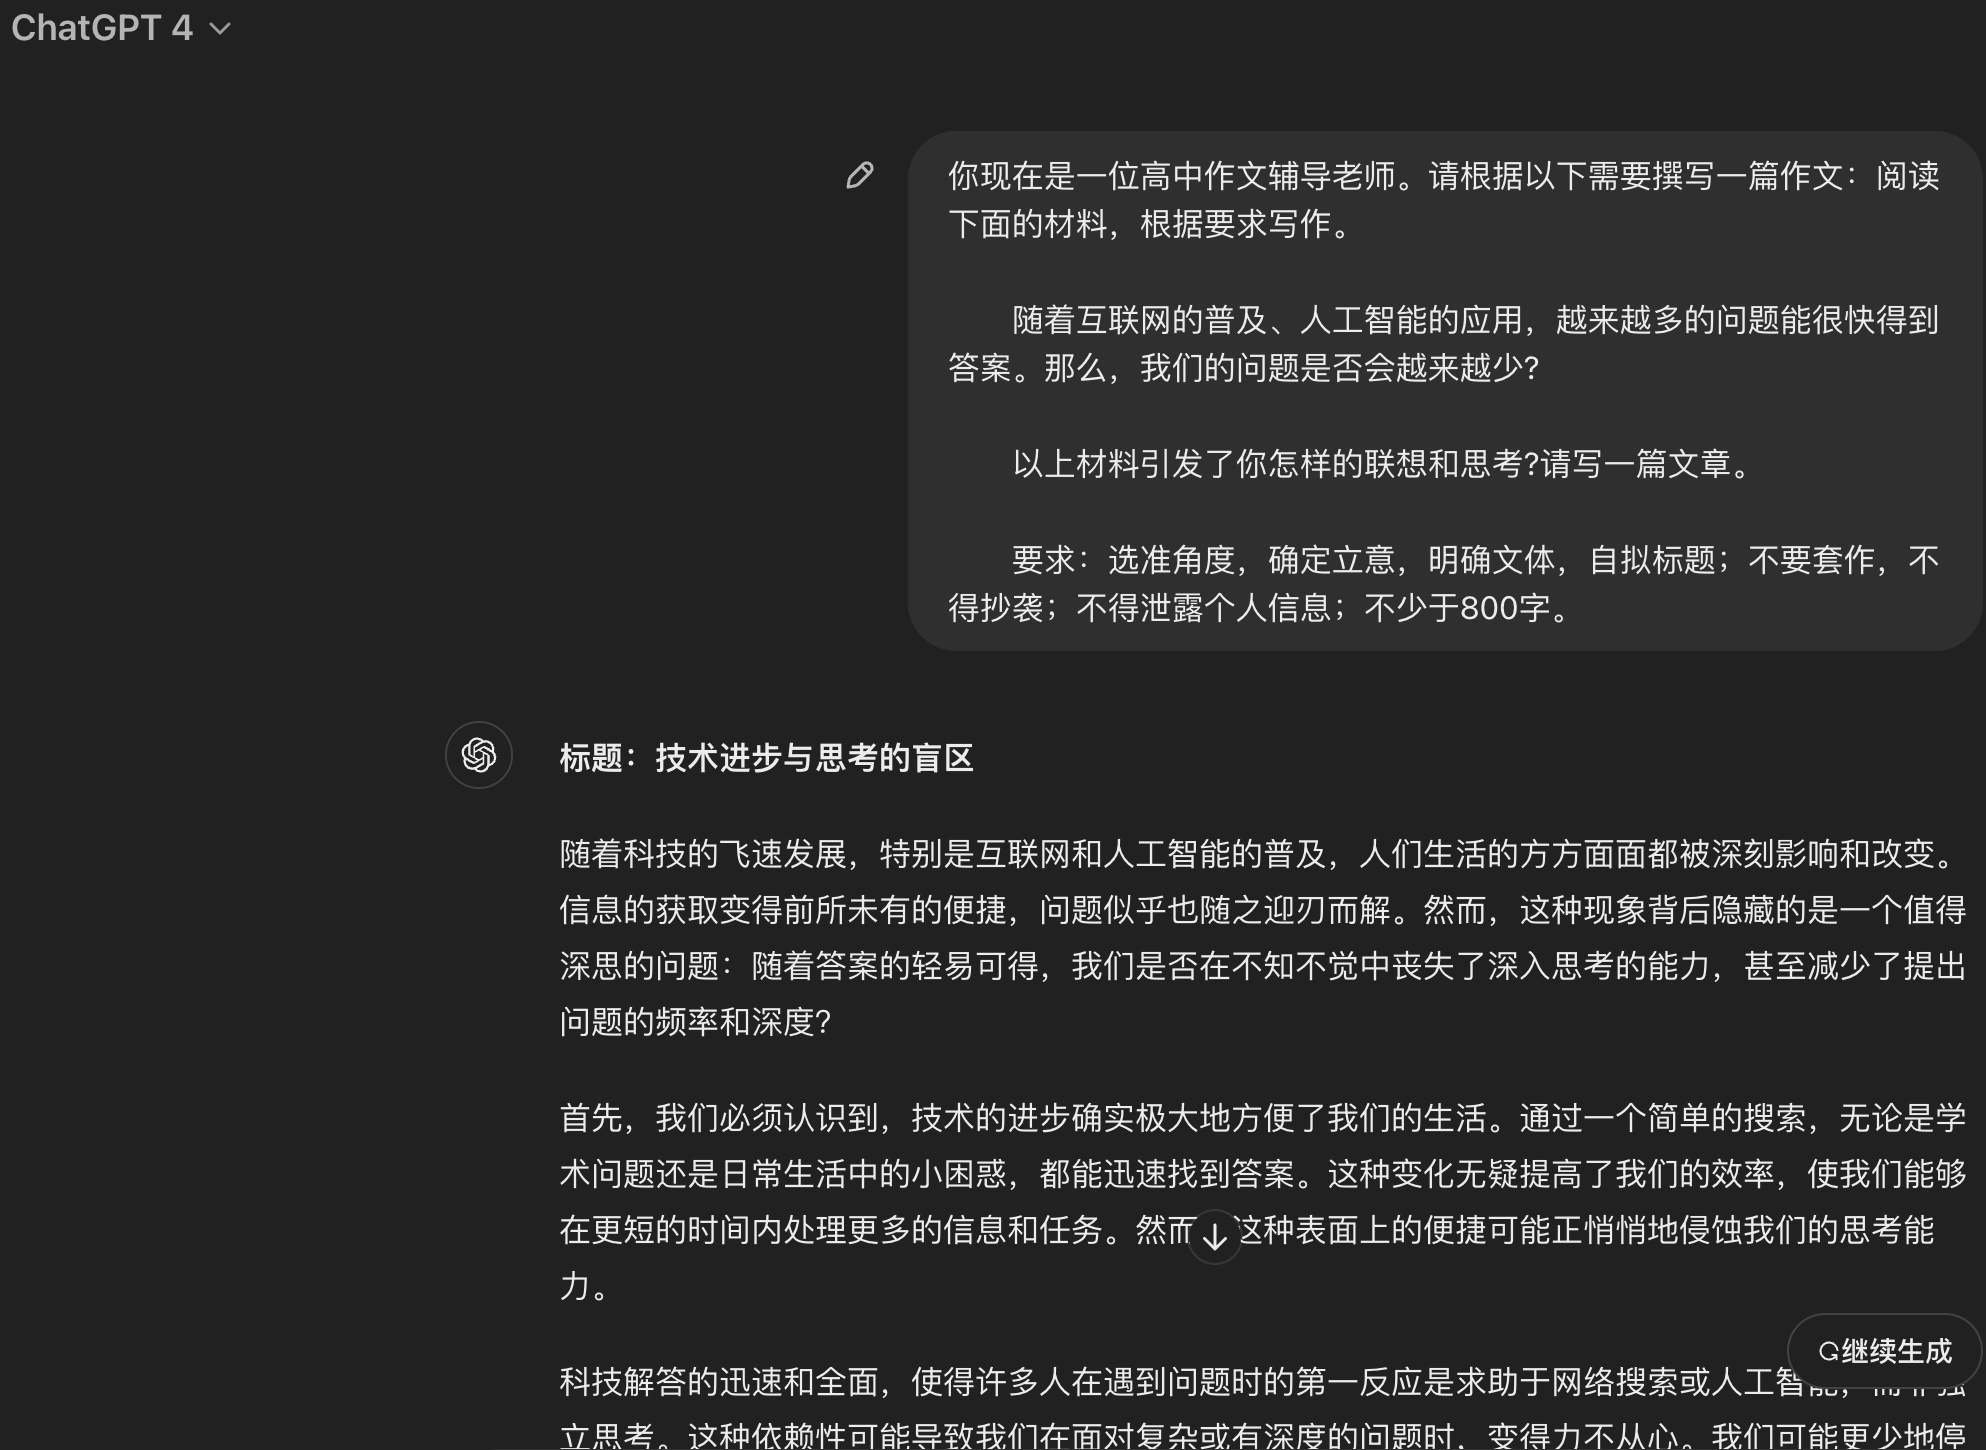 ChatGPT 4
你现在是一位高中作文辅导老师。请根据以下需要撰写一篇作文：阅读
下面的材料，根据要求写作。
随着互联网的普及、人工智能的应用，越来越多的问题能很快得到
答案。那么，我们的问题是否会越来越少?
以上材料引发了你怎样的联想和思考?请写一篇文章。
要求：选准角度，确定立意，明确文体，自拟标题；不要套作，不
得抄袭；不得泄露个人信息；不少于800字。
标题：技术进步与思考的盲区
随着科技的飞速发展，特别是互联网和人工智能的普及，人们生活的方方面面都被深刻影响和改变。
信息的获取变得前所未有的便捷，问题似乎也随之迎刃而解。然而，这种现象背后隐藏的是一个值得
深思的问题：随着答案的轻易可得，我们是否在不知不觉中丧失了深入思考的能力，甚至减少了提出
问题的频率和深度?
首先，我们必须认识到，技术的进步确实极大地方便了我们的生活。通过一个简单的搜索，无论是学
术问题还是日常生活中的小困惑，都能迅速找到答案。这种变化无疑提高了我们的效率，使我们能够
在更短的时间内处理更多的信息和任务。然而 这种表面上的便捷可能正悄悄地侵蚀我们的思考能
力。
继续生成
科技解答的迅速和全面，使得许多人在遇到问题时的第一反应是求助于网络搜索或人工智能，而非独
立思考。这种依赖性可能导致我们在面对复杂或有深度的问题时，变得力不从心。我们可能更少地停